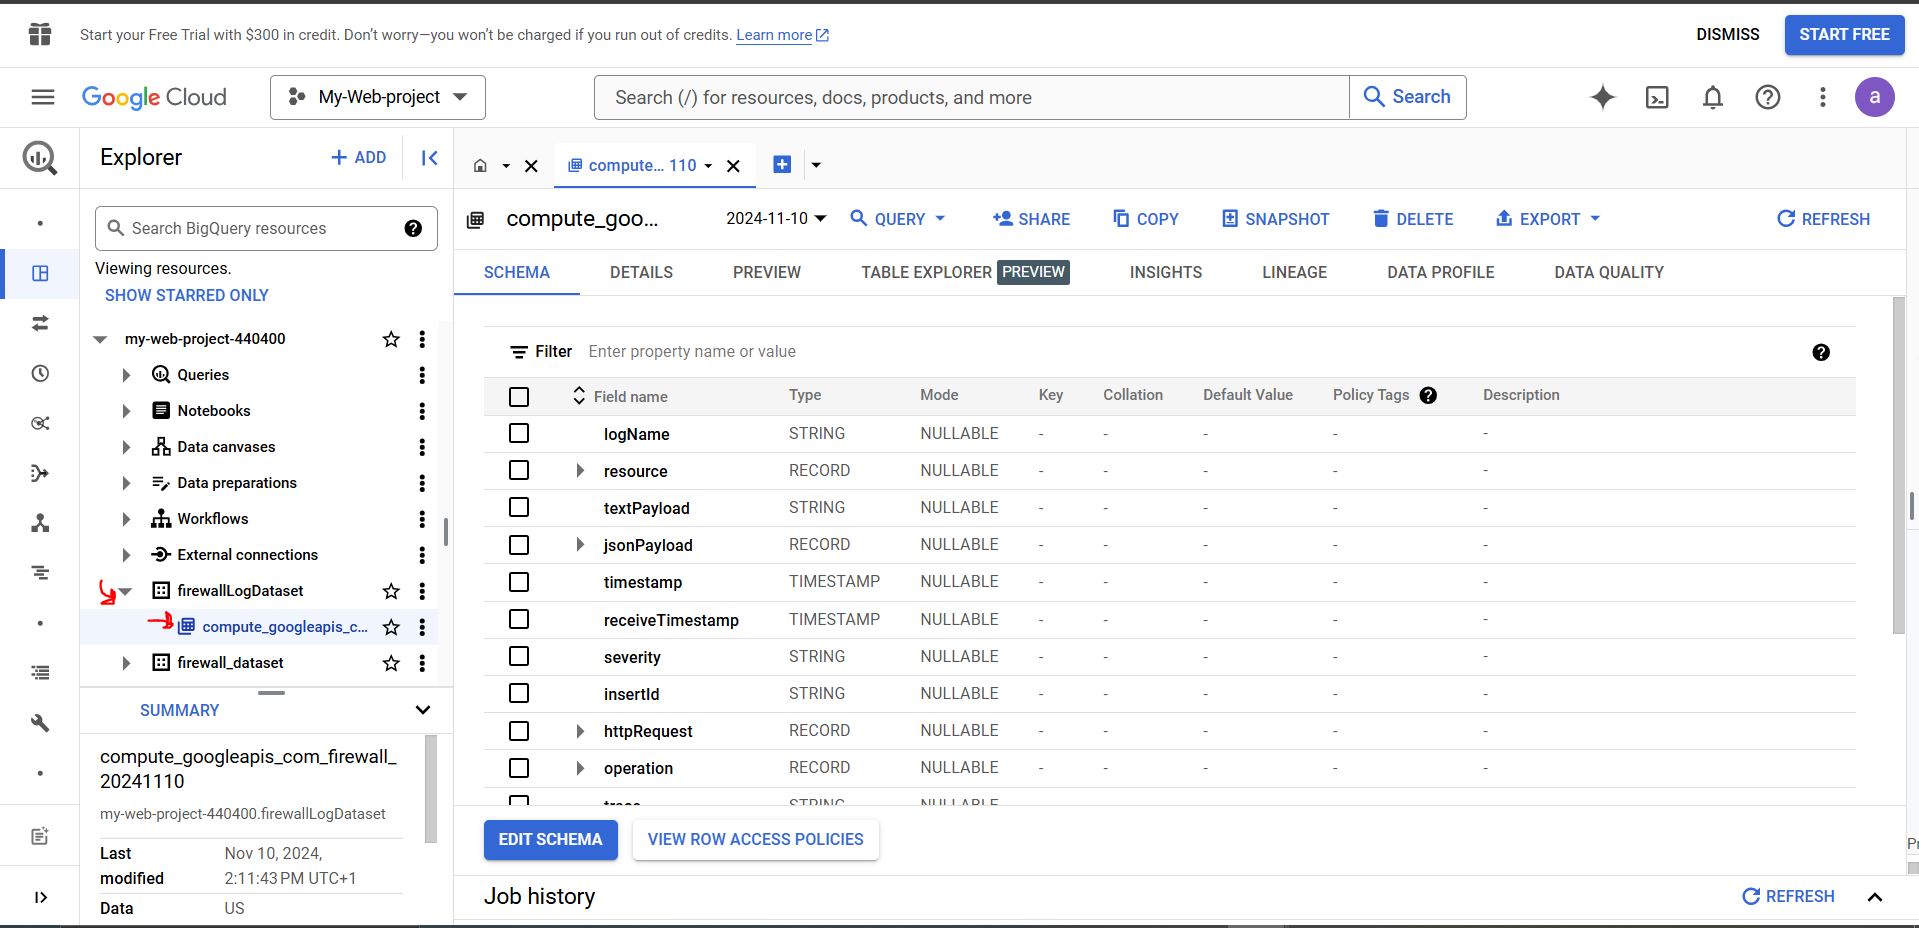 Start your Free Trial with $300 in credit. Don't worry—you won't be charged if you run out of credits. Learn more
DISMISS
START FREE
Google Cloud
My-Web-project
Search (/) for resources, docs, products, and more
Search
a
Explorer
ADD
compute... 110
Search BigQuery resources
Viewing resources.
SHOW STARRED ONLY
my-web-project-440400
Queries
Notebooks
Data canvases
Data preparations
Workflows
External connections
firewallLogDataset
compute_googleapis_c...
firewall_dataset
SUMMARY
compute_googleapis_com_firewall_
20241110
my-web-project-440400.firewallLogDataset
Last modified Nov 10, 2024, 2:11:43 PM UTC+1
Data US
compute_goo... 2024-11-10 QUERY SHARE COPY SNAPSHOT DELETE EXPORT REFRESH
SCHEMA DETAILS PREVIEW TABLE EXPLORER PREVIEW INSIGHTS LINEAGE DATA PROFILE DATA QUALITY
Filter Enter property name or value
Field name Type Mode Key Collation Default Value Policy Tags Description
logName STRING NULLABLE - - - - -
resource RECORD NULLABLE - - - - -
textPayload STRING NULLABLE - - - - -
jsonPayload RECORD NULLABLE - - - - -
timestamp TIMESTAMP NULLABLE - - - - -
receiveTimestamp TIMESTAMP NULLABLE - - - - -
severity STRING NULLABLE - - - - -
insertId STRING NULLABLE - - - - -
httpRequest RECORD NULLABLE - - - - -
operation RECORD NULLABLE - - - - -
trace STRING NULLABLE
EDIT SCHEMA VIEW ROW ACCESS POLICIES
Job history REFRESH
Pr